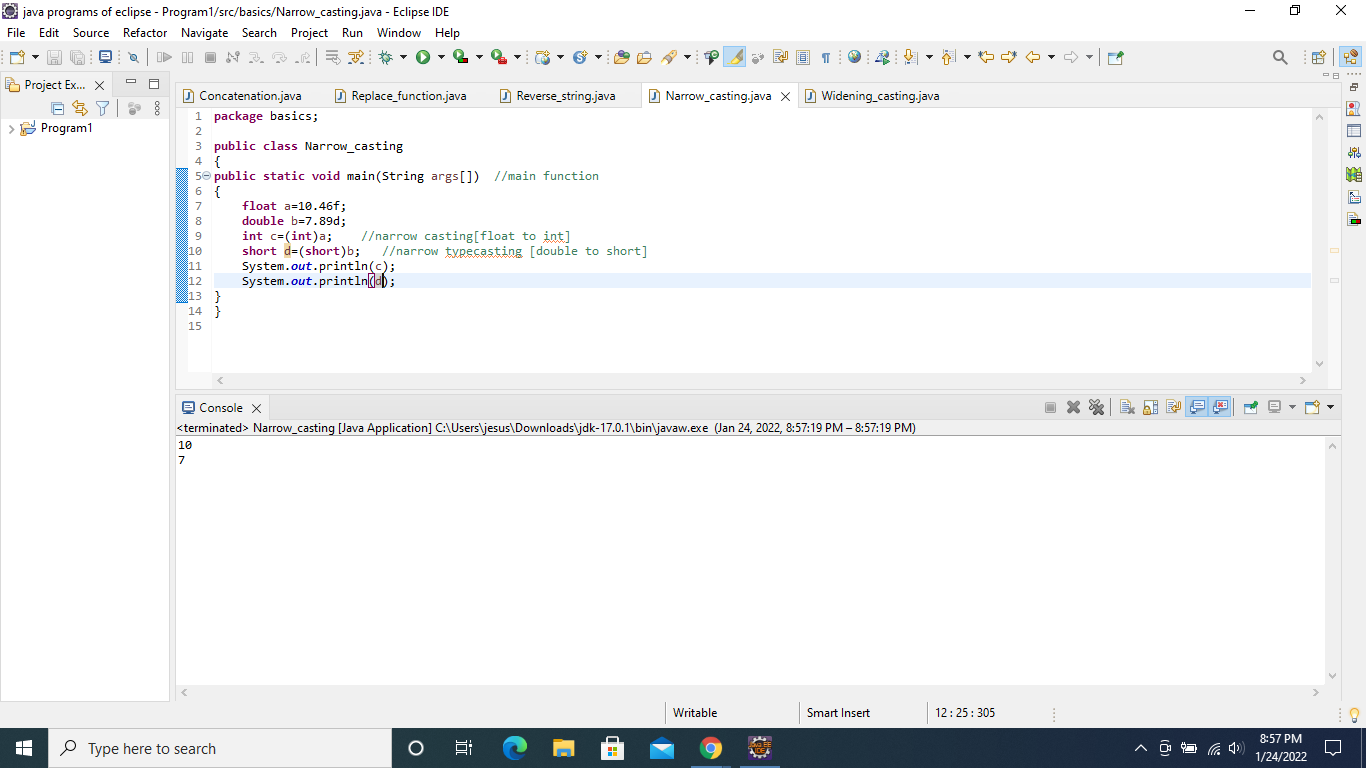 java programs of eclipse - Program1/src/basics/Narrow_casting.java - Eclipse IDE
File Edit Source Refactor Navigate Search Project Run Window Help
Project Ex...
Program1
Concatenation.java Replace_function.java Reverse_string.java Narrow_casting.java Widening_casting.java
1 package basics;
2
3 public class Narrow_casting
4 {
5 public static void main(String args[])  //main function
6 {
7     float a=10.46f;
8     double b=7.89d;
9     int c=(int)a;    //narrow casting[float to int]
10     short d=(short)b;   //narrow typecasting [double to short]
11     System.out.println(c);
12     System.out.println(d);
13 }
14 }
15
Console
<terminated> Narrow_casting [Java Application] C:\Users\jesus\Downloads\jdk-17.0.1\bin\javaw.exe (Jan 24, 2022, 8:57:19 PM – 8:57:19 PM)
10
7
Writable Smart Insert 12 : 25 : 305
Type here to search
8:57 PM
1/24/2022